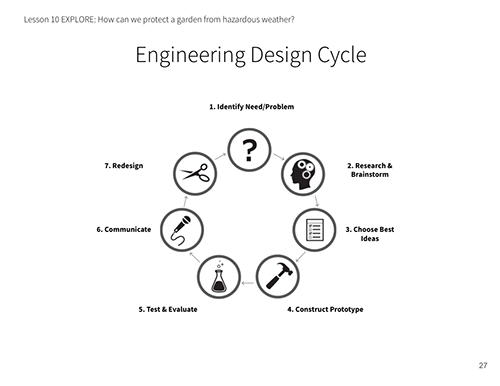 Lesson 10 EXPLORE: How can we protect a garden from hazardous weather?
Engineering Design Cycle
1. Identify Need/Problem
?
7. Redesign
2. Research &
Brainstorm
6. Communicate
3. Choose Best
Ideas
5. Test & Evaluate
4. Construct Prototype
27